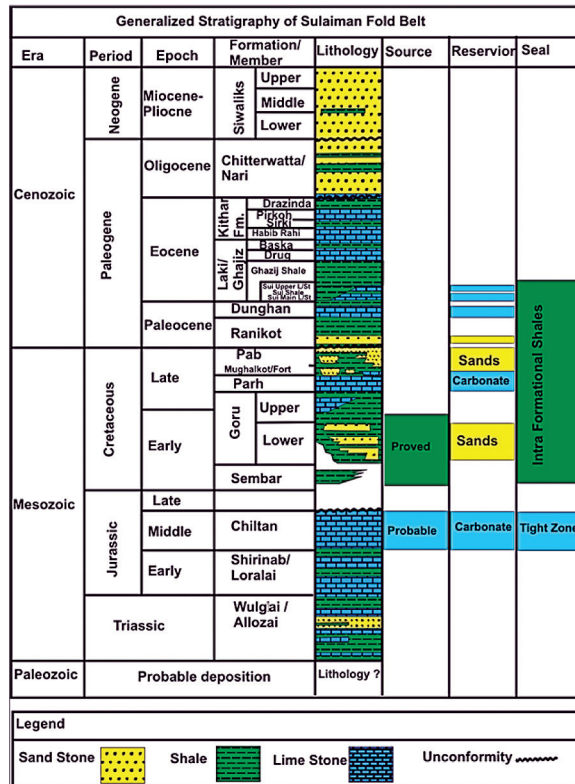 Generalized Stratigraphy of Sulaiman Fold Belt
Era Period Epoch Formation/ Member Lithology Source Reservior Seal
Cenozoic
Neogene
Miocene-Pliocne
Siwaliks
Upper
Middle
Lower
Paleogene
Oligocene
Chitterwatta/
Nari
Eocene
Kithar Fm.
Drazinda
Pirkoh
Sirki
Habib Rahi
Laki/ Ghajiz
Baska
Drug
Ghazij Shale
Sui Upper L/St
Sui Shale
Sui Main L/St
Paleocene
Dunghan
Ranikot
Mesozoic
Cretaceous
Late
Pab
Mughalkot/Fort
Parh
Early
Goru
Upper
Lower
Sembar
Jurassic
Late
Middle
Chiltan
Early
Shirinab/
Loralai
Triassic
Wulgai /
Allozai
Paleozoic
Probable deposition
Lithology ?
Proved
Probable
Sands
Carbonate
Sands
Carbonate
Intra Formational Shales
Tight Zone
Legend
Sand Stone Shale Lime Stone Unconformity